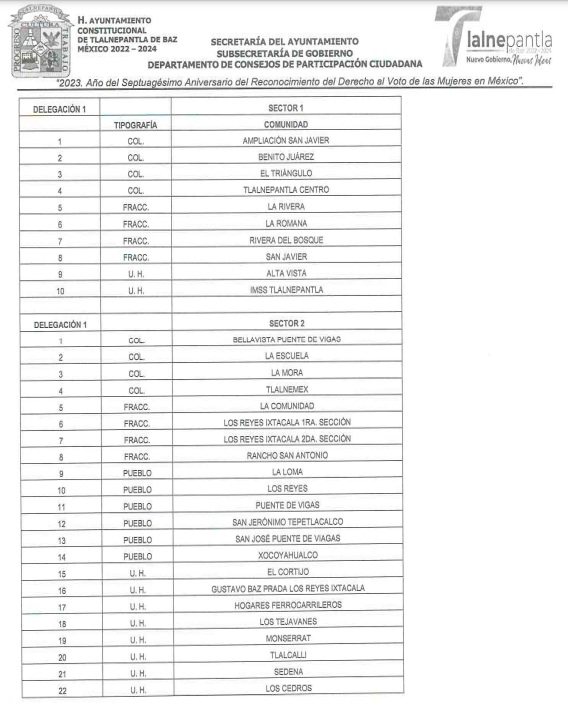 H. AYUNTAMIENTO
CONSTITUCIONAL
DE TLALNEPANTLA DE BAZ
MÉXICO 2022 – 2024
SECRETARÍA DEL AYUNTAMIENTO
SUBSECRETARÍA DE GOBIERNO
DEPARTAMENTO DE CONSEJOS DE PARTICIPACIÓN CIUDADANA
Tlalnepantla
Nuevo Gobierno,
"2023. Año del Septuagésimo Aniversario del Reconocimiento del Derecho al Voto de las Mujeres en México".
DELEGACIÓN 1 SECTOR 1
TIPOGRAFÍA COMUNIDAD
1 COL. AMPLIACIÓN SAN JAVIER
2 COL. BENITO JUÁREZ
3 COL. EL TRIÁNGULO
4 COL. TLALNEPANTLA CENTRO
5 FRACC. LA RIVERA
6 FRACC. LA ROMANA
7 FRACC. RIVERA DEL BOSQUE
8 FRACC. SAN JAVIER
9 U. H. ALTA VISTA
10 U. H. IMSS TLALNEPANTLA
DELEGACIÓN 1 SECTOR 2
1 COL. BELLAVISTA PUENTE DE VIGAS
2 COL. LA ESCUELA
3 COL. LA MORA
4 COL. TLALNEMEX
5 FRACC. LA COMUNIDAD
6 FRACC. LOS REYES IXTACALA 1RA. SECCIÓN
7 FRACC. LOS REYES IXTACALA 2DA. SECCIÓN
8 FRACC. RANCHO SAN ANTONIO
9 PUEBLO LA LOMA
10 PUEBLO LOS REYES
11 PUEBLO PUENTE DE VIGAS
12 PUEBLO SAN JERÓNIMO TEPETLACALCO
13 PUEBLO SAN JOSÉ PUENTE DE VIAGAS
14 PUEBLO XOCOYAHUALCO
15 U. H. EL CORTIJO
16 U. H. GUSTAVO BAZ PRADA LOS REYES IXTACALA
17 U. H. HOGARES FERROCARRILEROS
18 U. H. LOS TEJAVANES
19 U. H. MONSERRAT
20 U. H. TLALCALLI
21 U. H. SEDENA
22 U. H. LOS CEDROS